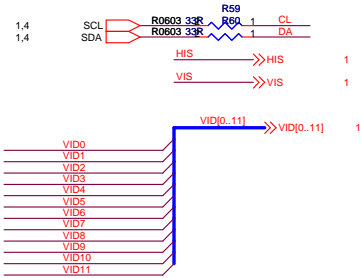 R59
1,4 SCL R0603 33R R60 1 CL
1,4 SDA R0603 33R 2 1 DA
HIS HIS 1
VIS VIS 1
VID[0..11] VID[0..11] 1
VID0
VID1
VID2
VID3
VID4
VID5
VID6
VID7
VID8
VID9
VID10
VID11